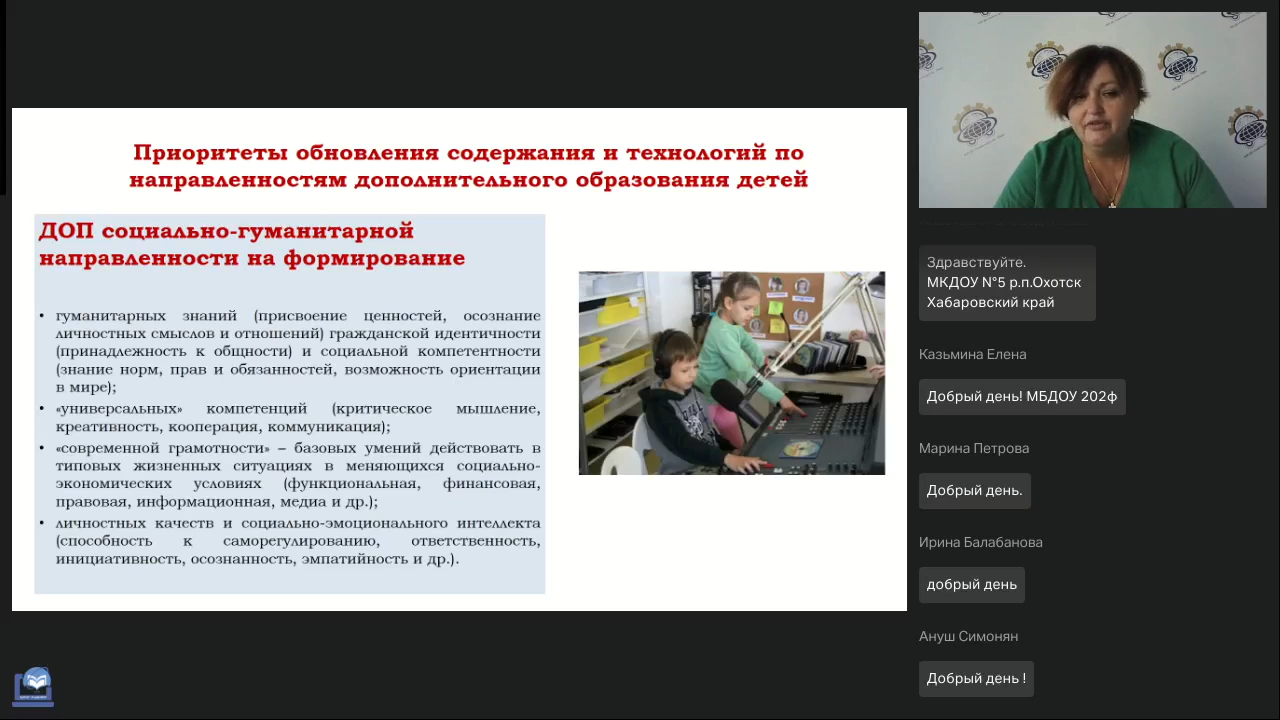 Приоритеты обновления содержания и технологий по
направленностям дополнительного образования детей
ДОП социально-гуманитарной
направленности на формирование
• гуманитарных знаний (присвоение ценностей, осознание
личностных смыслов и отношений) гражданской идентичности
(принадлежность к общности) и социальной компетентности
(знание норм, прав и обязанностей, возможность ориентации
в мире);
• «универсальных» компетенций (критическое мышление,
креативность, кооперация, коммуникация);
• «современной грамотности» – базовых умений действовать в
типовых жизненных ситуациях в меняющихся социально-
экономических условиях (функциональная, финансовая,
правовая, информационная, медиа и др.);
• личностных качеств и социально-эмоционального интеллекта
(способность к саморегулированию, ответственность,
инициативность, осознанность, эмпатийность и др.).
Здравствуйте.
МКДОУ N°5 р.п.Охотск
Хабаровский край
Казьмина Елена
Добрый день! МБДОУ 202ф
Марина Петрова
Добрый день.
Ирина Балабанова
добрый день
Ануш Симонян
Добрый день !